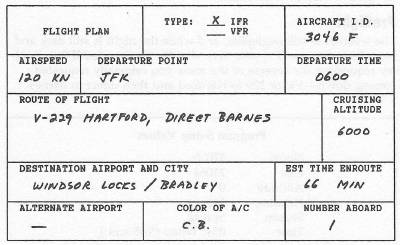 FLIGHT PLAN
TYPE: X IFR
VFR
AIRCRAFT I.D.
3046 F
AIRSPEED
120 KN
DEPARTURE POINT
JFK
DEPARTURE TIME
0600
ROUTE OF FLIGHT
V-229 HARTFORD, DIRECT BARNES
CRUISING
ALTITUDE
6000
DESTINATION AIRPORT AND CITY
WINDSOR LOCKS / BRADLEY
EST TIME ENROUTE
66 MIN
ALTERNATE AIRPORT
—
COLOR OF A/C
C.B.
NUMBER ABOARD
1